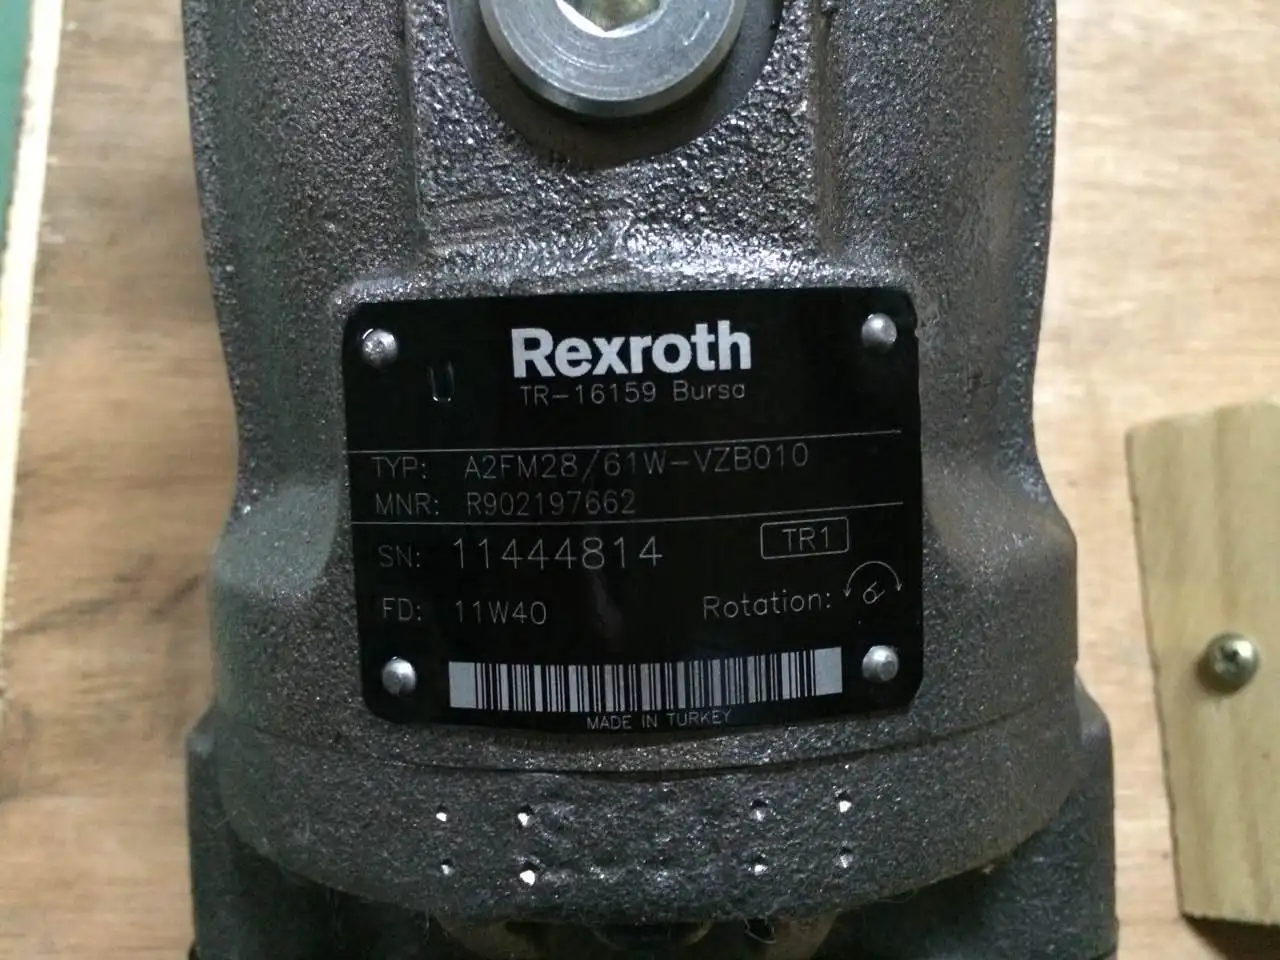 Rexroth
TR-16159 Bursa
U
TYP: A2FM28/61W-VZB010
MNR: R902197662
SN: 11444814
TR1
FD: 11W40
Rotation:
MADE IN TURKEY